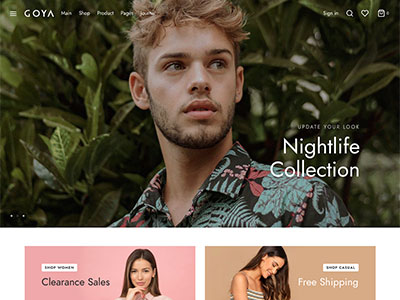 GOYA Main Shop Product Pages Journal Sign in 0
UPDATE YOUR LOOK
Nightlife
Collection
SHOP WOMEN
Clearance Sales
SHOP CASUAL
Free Shipping